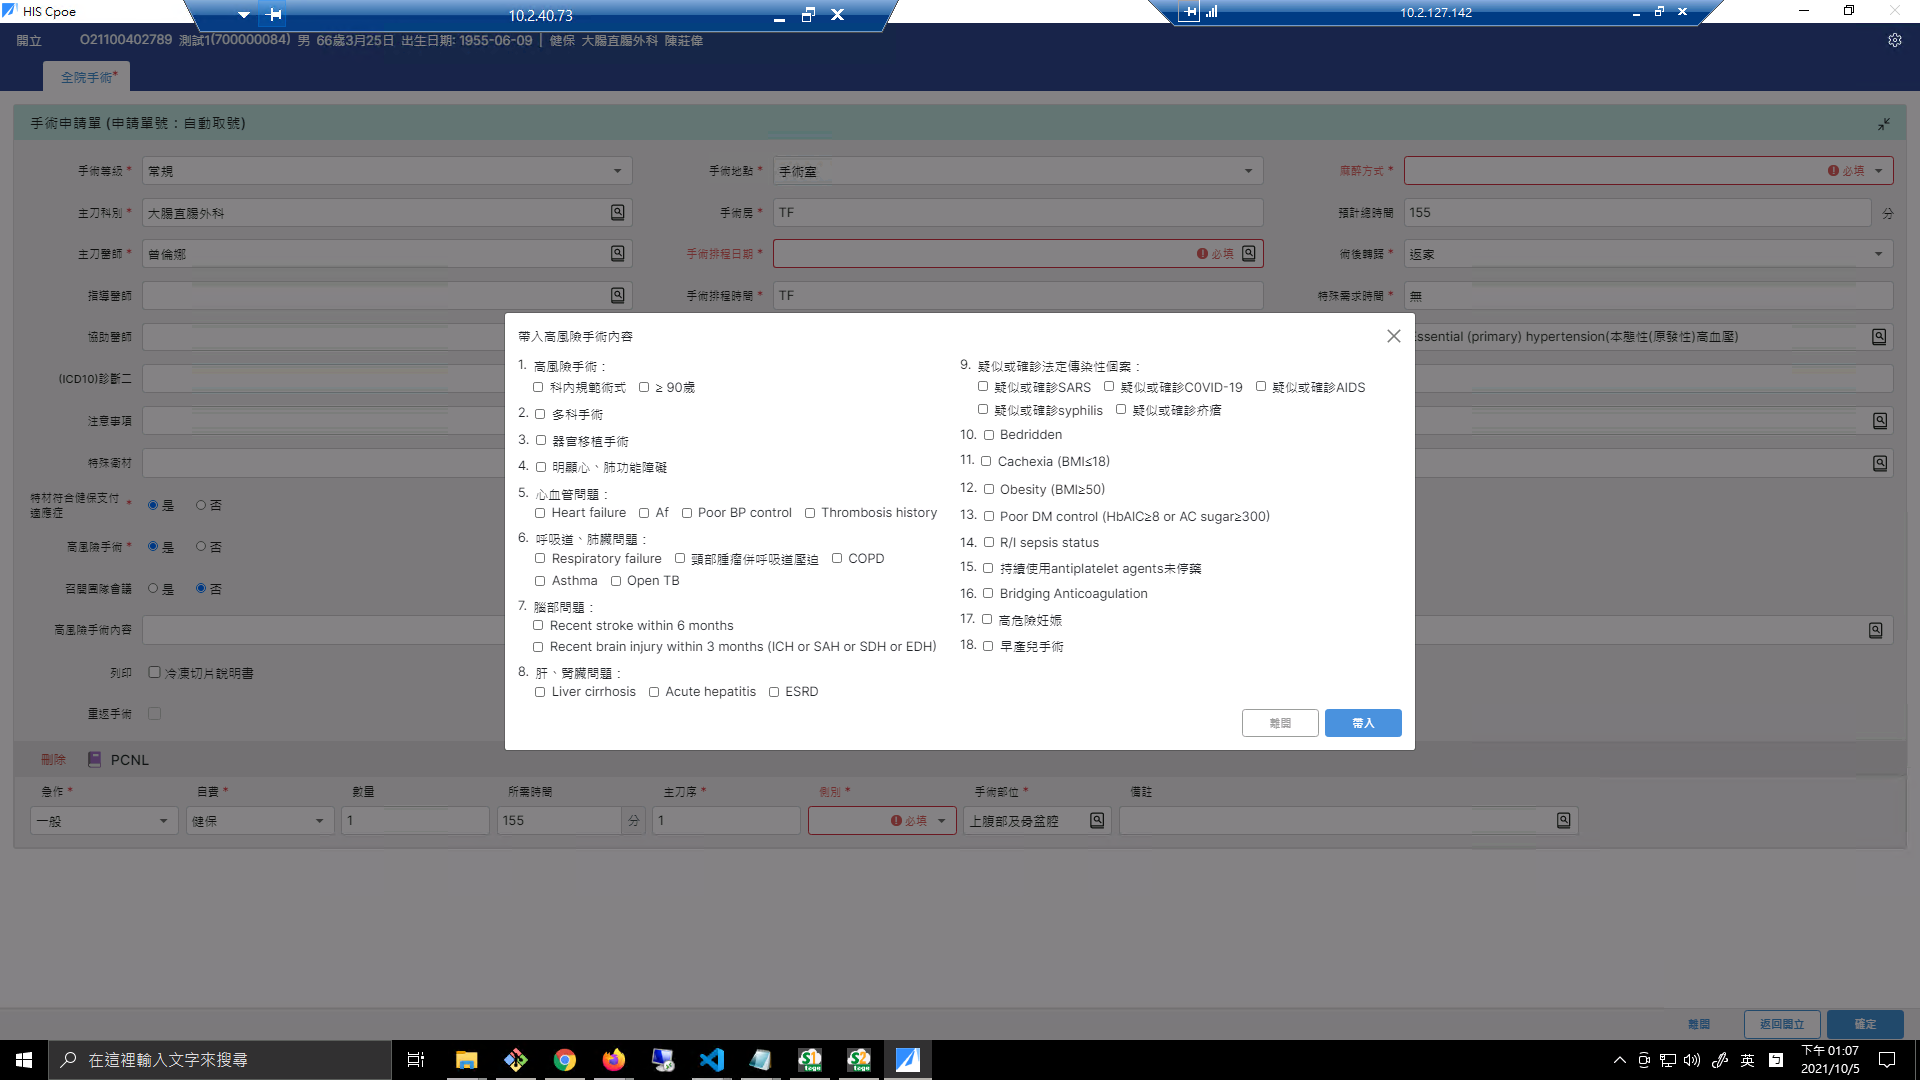 HIS Cpoe
10.2.40.73
10.2.127.142
開立 O21100402789 測試1(700000084) 男 66歲3月25日 出生日期: 1955-06-09 | 健保 大腸直腸外科 陳莊偉
全院手術*
手術申請單 (申請單號：自動取號)
手術等級 * 常規
手術地點 * 手術室
麻醉方式 * 必填
主刀科別 * 大腸直腸外科
手術房 * TF
預計總時間 155 分
主刀醫師 * 曾倫娜
手術排程日期 * 必填
術後轉歸 * 返家
指導醫師
手術排程時間 * TF
特殊需求時間 * 無
協助醫師
ssential (primary) hypertension(本態性(原發性)高血壓)
(ICD10)診斷二
注意事項
特殊衛材
特材符合健保支付適應症 * 是 否
高風險手術 * 是 否
召開團隊會議 是 否
高風險手術內容
列印 冷凍切片說明書
重返手術
帶入高風險手術內容
1. 高風險手術：
科內規範術式 ≥ 90歲
2. 多科手術
3. 器官移植手術
4. 明顯心、肺功能障礙
5. 心血管問題：
Heart failure Af Poor BP control Thrombosis history
6. 呼吸道、肺臟問題：
Respiratory failure 頸部腫瘤併呼吸道壓迫 COPD
Asthma Open TB
7. 腦部問題：
Recent stroke within 6 months
Recent brain injury within 3 months (ICH or SAH or SDH or EDH)
8. 肝、腎臟問題：
Liver cirrhosis Acute hepatitis ESRD
9. 疑似或確診法定傳染性個案：
疑似或確診SARS 疑似或確診COVID-19 疑似或確診AIDS
疑似或確診syphilis 疑似或確診疥瘡
10. Bedridden
11. Cachexia (BMI≤18)
12. Obesity (BMI≥50)
13. Poor DM control (HbAIC≥8 or AC sugar≥300)
14. R/I sepsis status
15. 持續使用antiplatelet agents未停藥
16. Bridging Anticoagulation
17. 高危險妊娠
18. 早產兒手術
離開 帶入
刪除 PCNL
急作 * 自費 * 數量 所需時間 主刀序 * 側別 * 手術部位 * 備註
一般 健保 1 155 分 1 必填 上腹部及骨盆腔
離開 返回開立 確定
在這裡輸入文字來搜尋
英
下午 01:07
2021/10/5